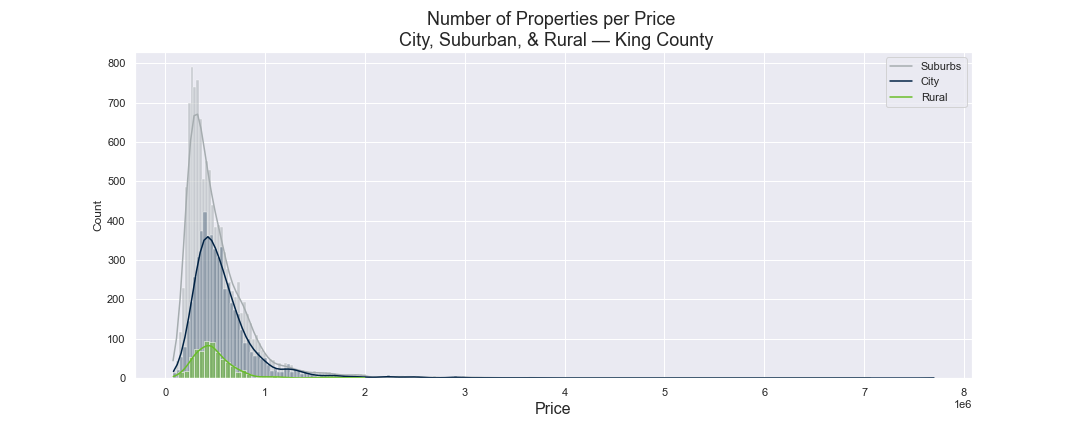 Number of Properties per Price
City, Suburban, & Rural — King County
Suburbs
City
Rural
Count
800
700
600
500
400
300
200
100
0
0 1 2 3 4 5 6 7 8
1e6
Price